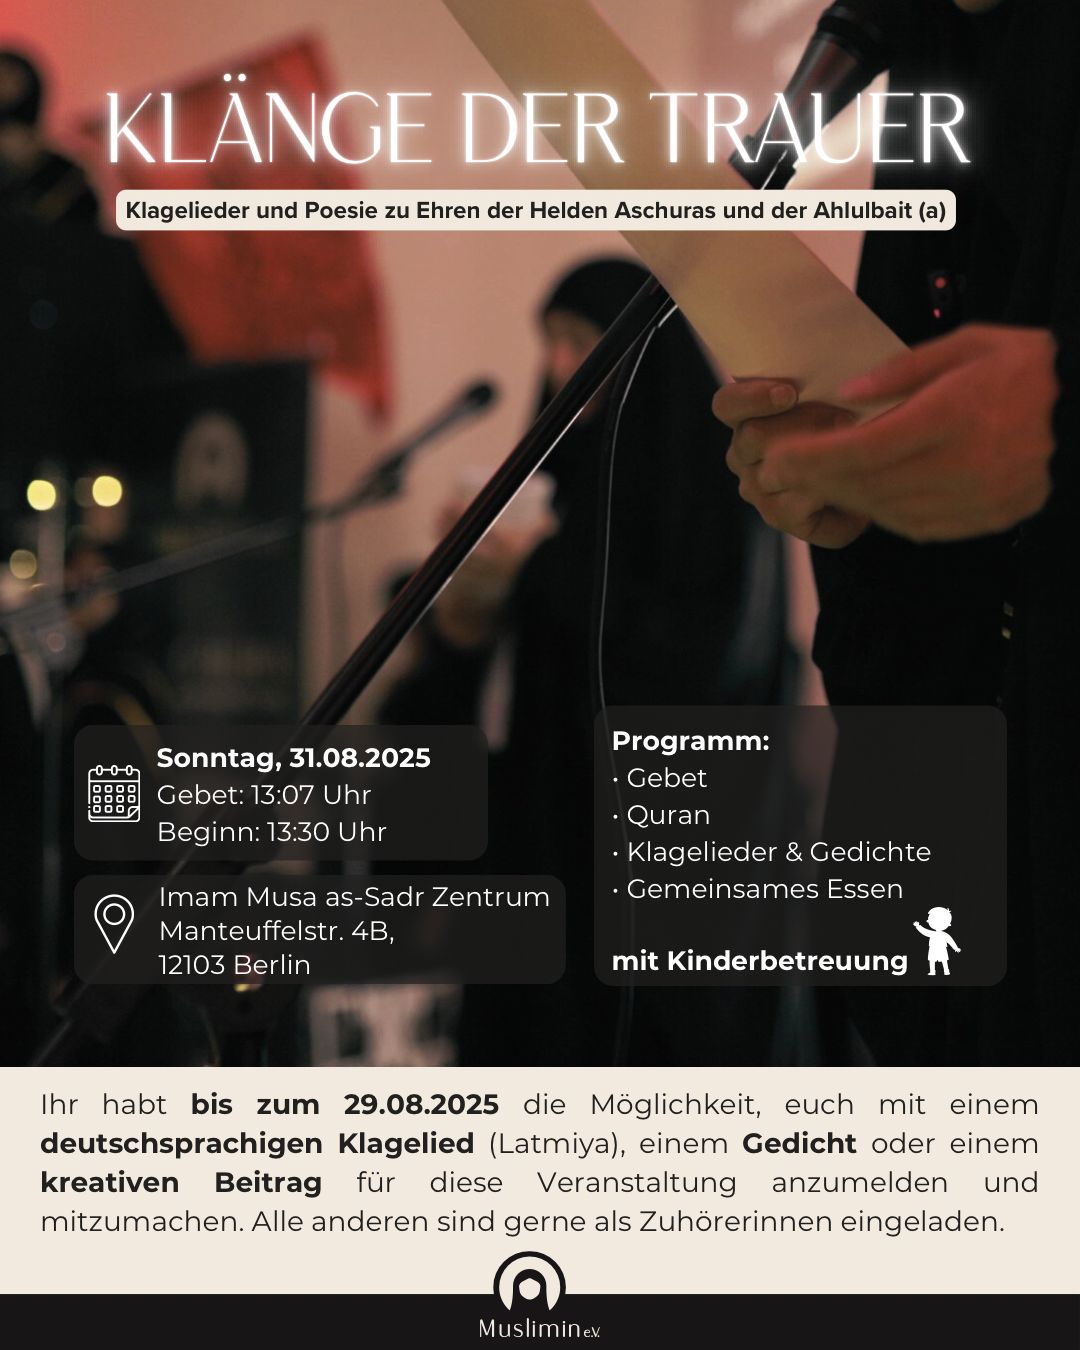 KLÄNGE DER TRAUER
Klagelieder und Poesie zu Ehren der Helden Aschuras und der Ahlulbait (a)
Sonntag, 31.08.2025
Gebet: 13:07 Uhr
Beginn: 13:30 Uhr
Imam Musa as-Sadr Zentrum
Manteuffelstr. 4B,
12103 Berlin
Programm:
• Gebet
• Quran
• Klagelieder & Gedichte
• Gemeinsames Essen
mit Kinderbetreuung
Ihr habt bis zum 29.08.2025 die Möglichkeit, euch mit einem
deutschsprachigen Klagelied (Latmiya), einem Gedicht oder einem
kreativen Beitrag für diese Veranstaltung anzumelden und
mitzumachen. Alle anderen sind gerne als Zuhörerinnen eingeladen.
Muslimin e.V.